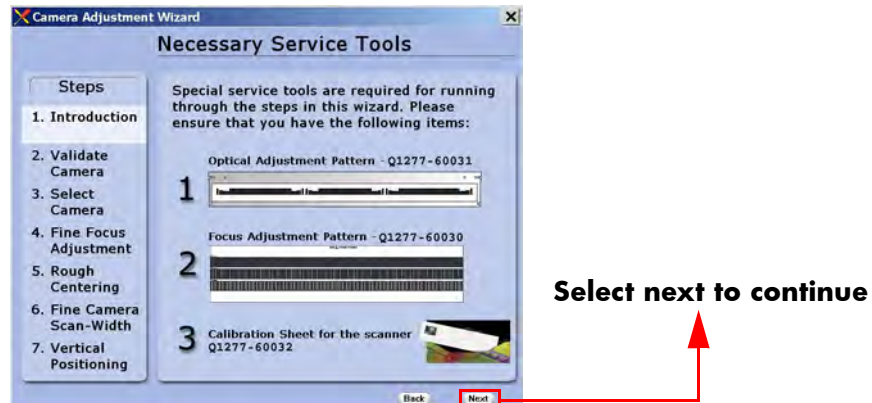 Camera Adjustment Wizard
Necessary Service Tools
Steps
1. Introduction
2. Validate
Camera
3. Select
Camera
4. Fine Focus
Adjustment
5. Rough
Centering
6. Fine Camera
Scan-Width
7. Vertical
Positioning
Special service tools are required for running
through the steps in this wizard. Please
ensure that you have the following items:
Optical Adjustment Pattern - Q1277-60031
1
Focus Adjustment Pattern - Q1277-60030
2
3
Calibration Sheet for the scanner
Q1277-60032
Back
Next
Select next to continue